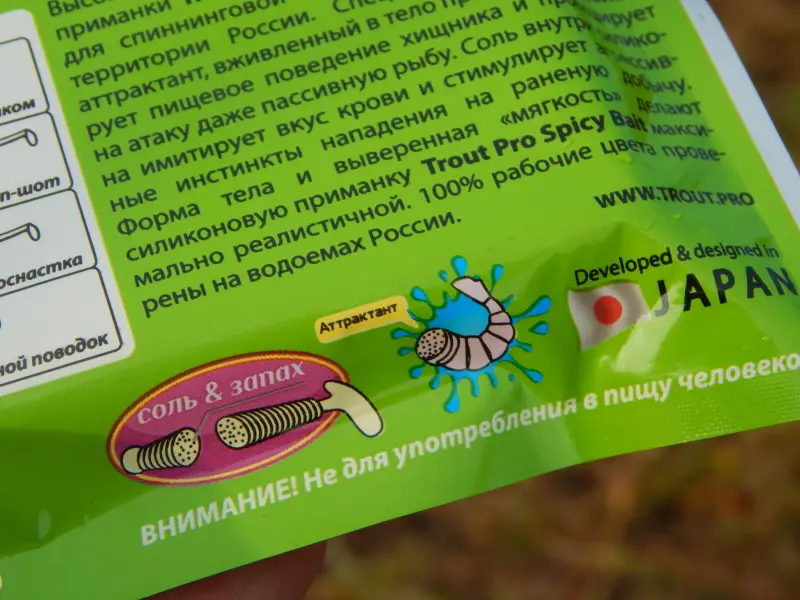 приманки
для спиннинговой
территории России.
аттрактант, вживленный в тело
рует пищевое поведение хищника и
на атаку даже пассивную рыбу. Соль внутри
на имитирует вкус крови и стимулирует
ные инстинкты нападения на раненую добычу.
Форма тела и выверенная «мягкость» делают
силиконовую приманку Trout Pro Spicy Bait макси-
мально реалистичной. 100% рабочие цвета прове-
рены на водоемах России.
WWW.TROUT.PRO
Developed & designed in
JAPAN
Аттрактант
соль & запах
ВНИМАНИЕ! Не для употребления в пищу человеко
ком
п-шот
оснастка
ной поводок